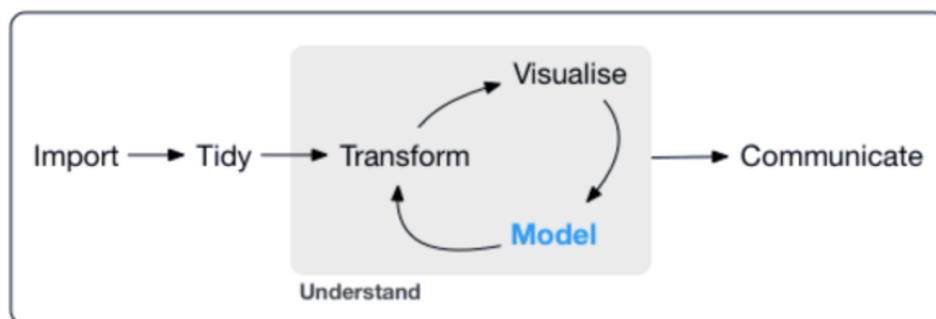 Visualise
Import Tidy Transform Communicate
Model
Understand